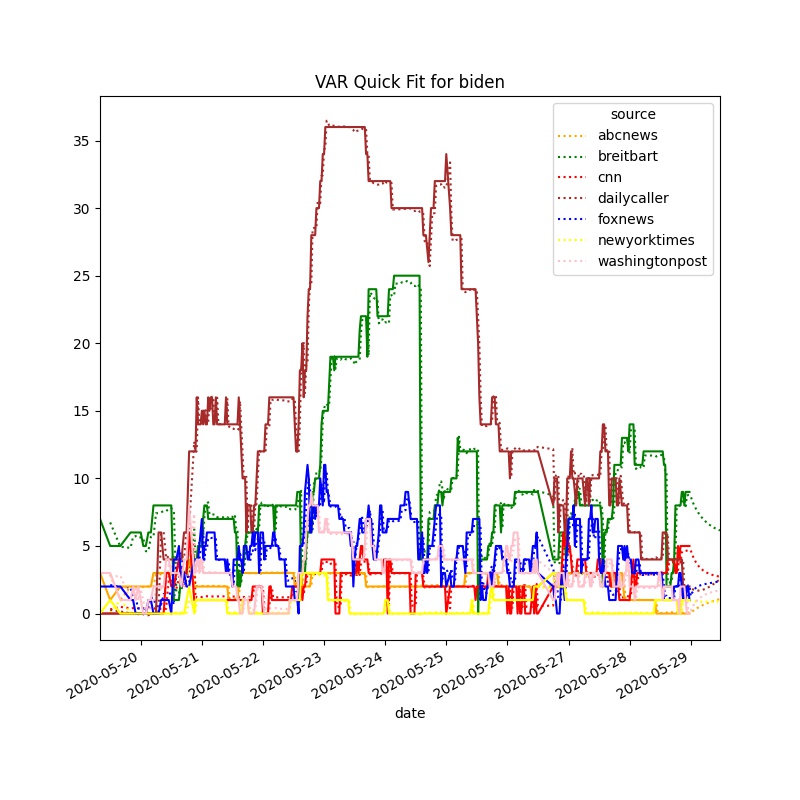 VAR Quick Fit for biden
source
abcnews
breitbart
cnn
dailycaller
foxnews
newyorktimes
washingtonpost
35
30
25
20
15
10
5
0
2020-05-20
2020-05-21
2020-05-22
2020-05-23
2020-05-24
2020-05-25
2020-05-26
2020-05-27
2020-05-28
2020-05-29
date